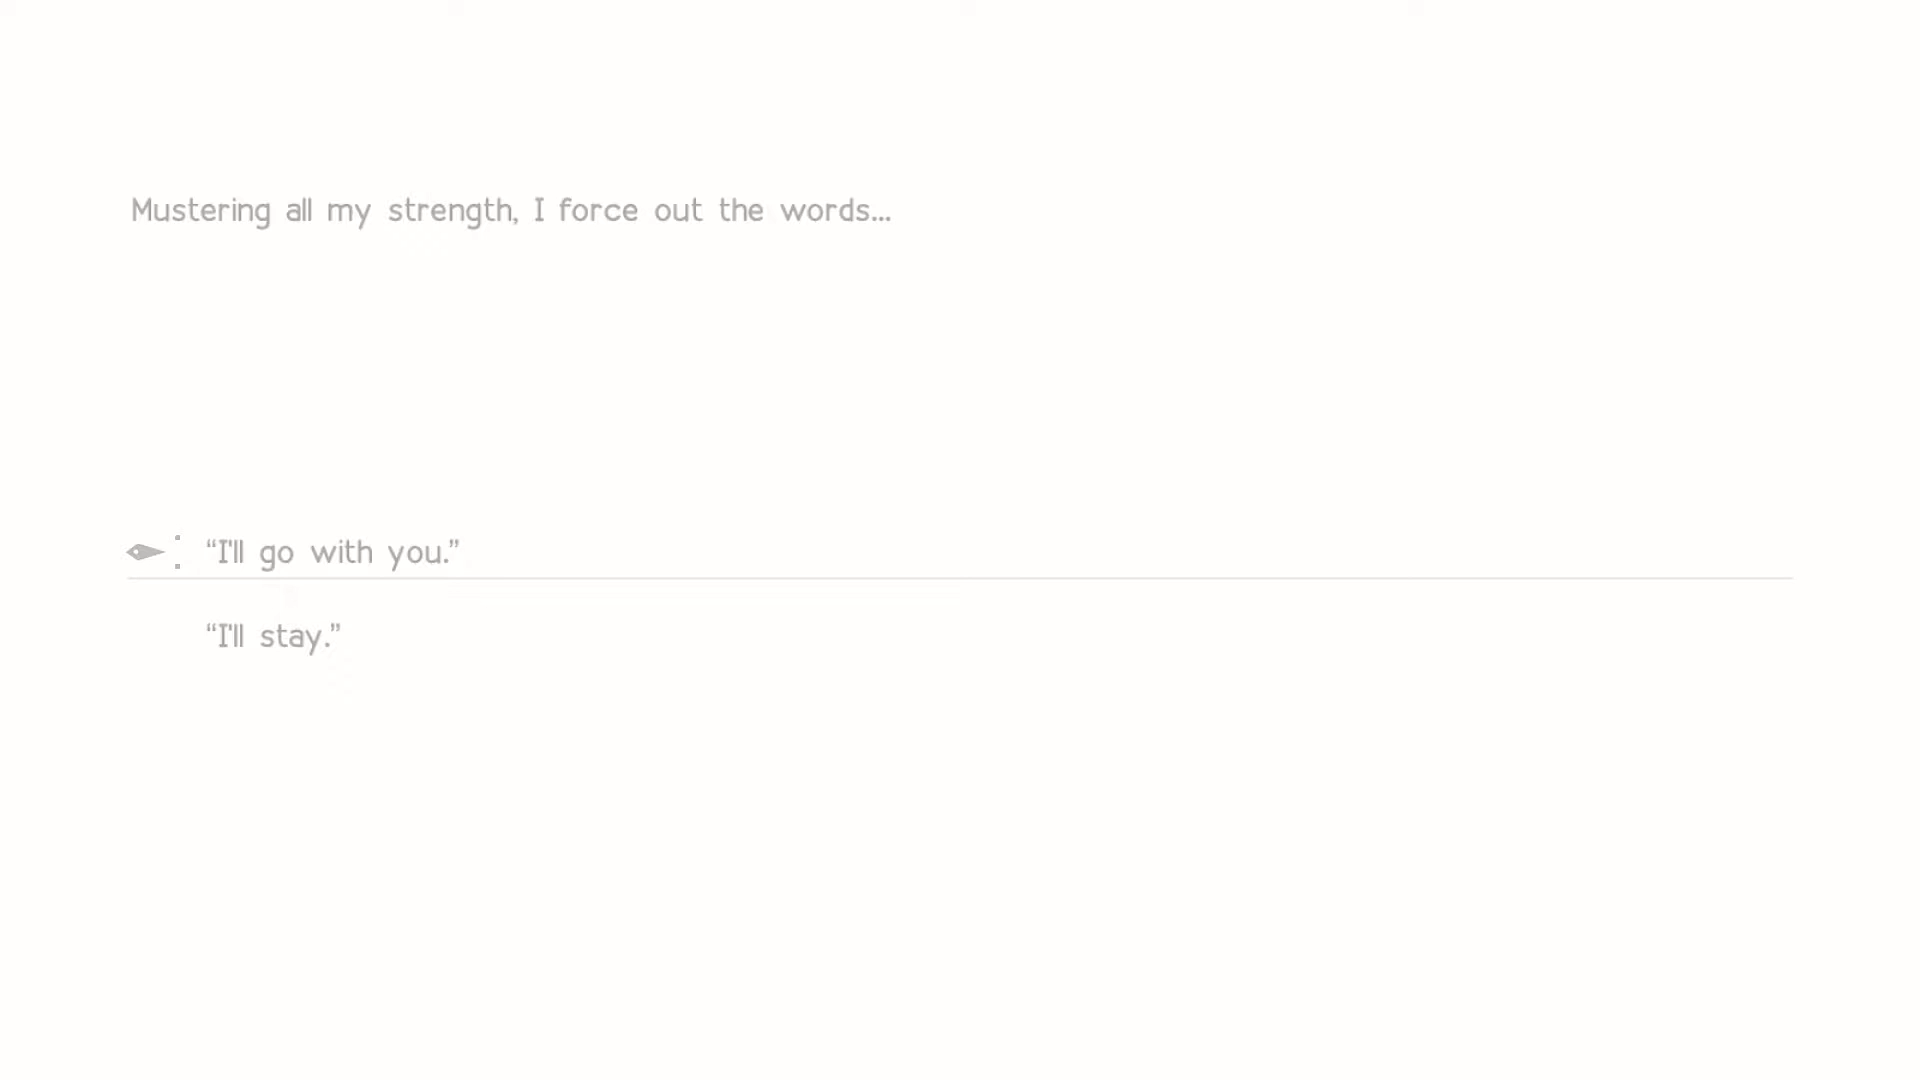 Mustering all my strength, I force out the words...
“I'll go with you.”
“I'll stay.”